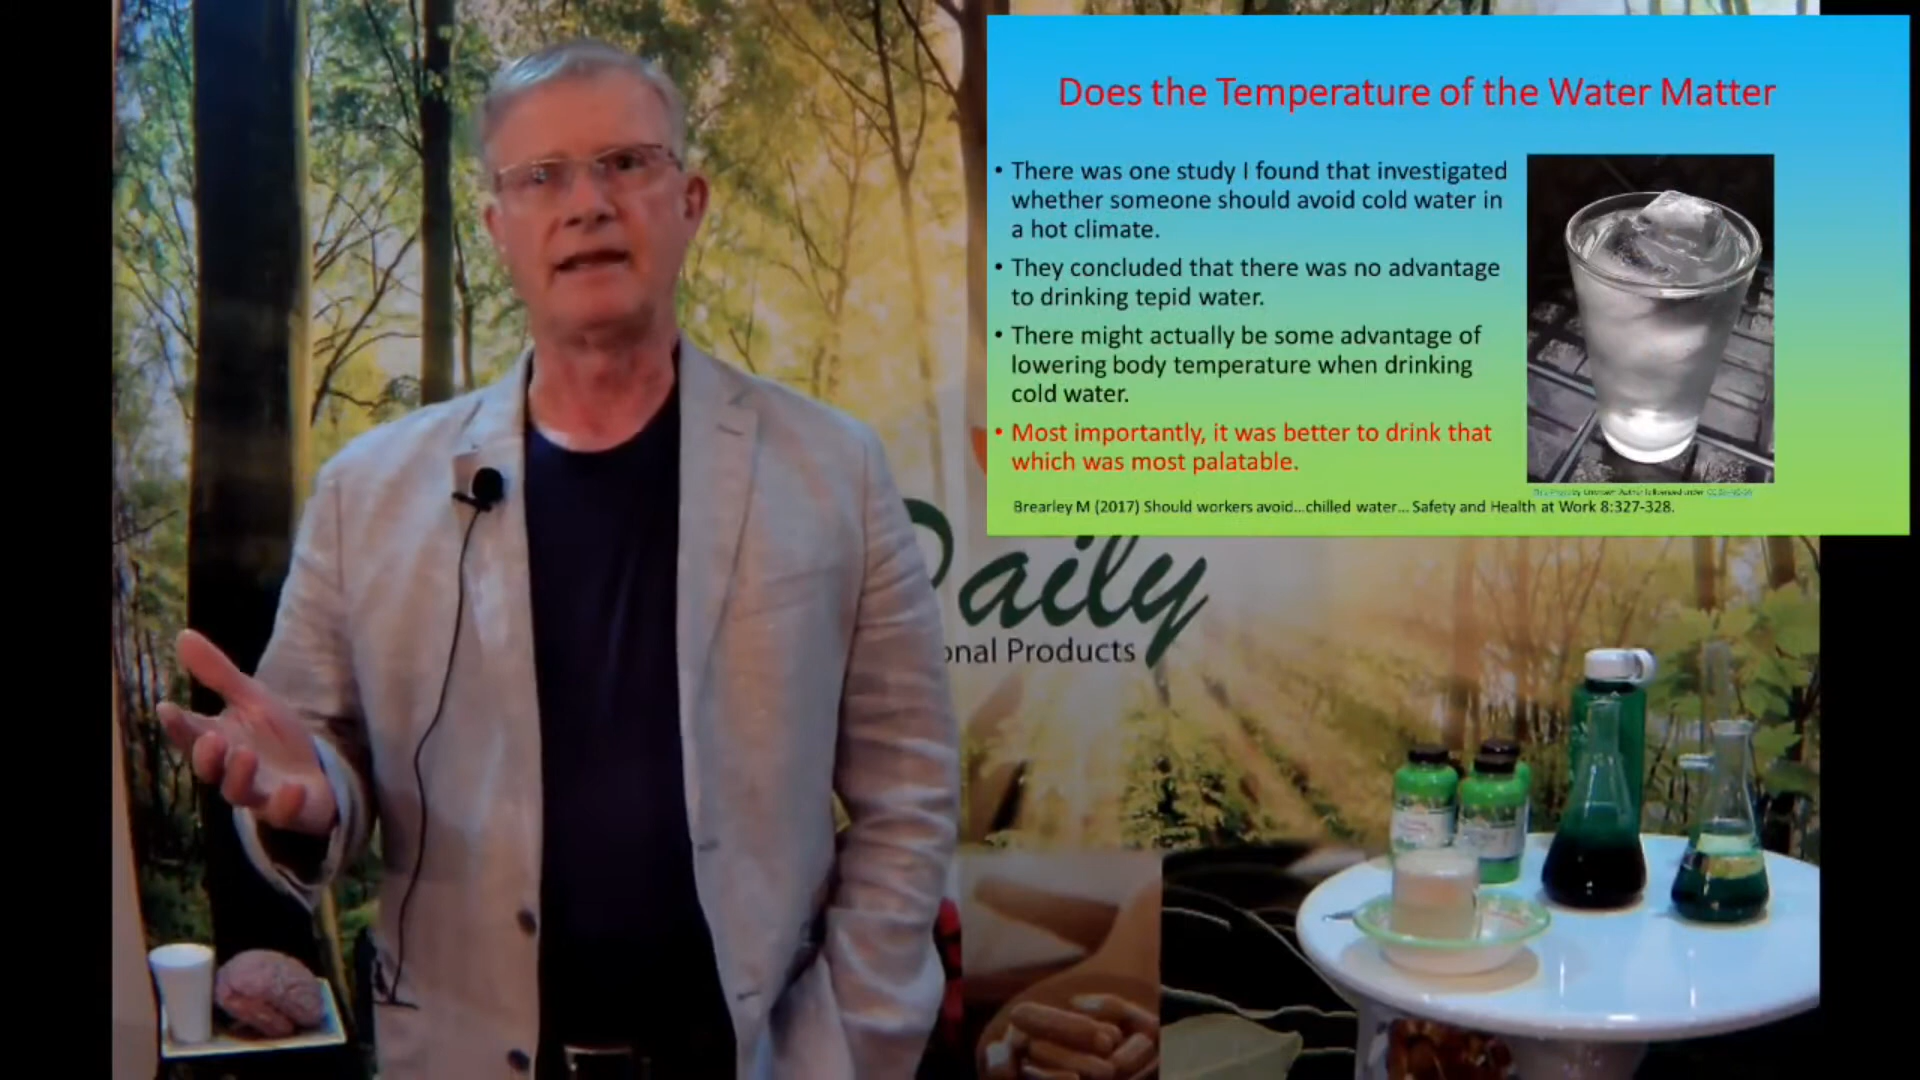 Does the Temperature of the Water Matter
• There was one study I found that investigated
whether someone should avoid cold water in
a hot climate.
• They concluded that there was no advantage
to drinking tepid water.
• There might actually be some advantage of
lowering body temperature when drinking
cold water.
• Most importantly, it was better to drink that
which was most palatable.
Brearley M (2017) Should workers avoid...chilled water... Safety and Health at Work 8:327-328.
Daily
onal Products